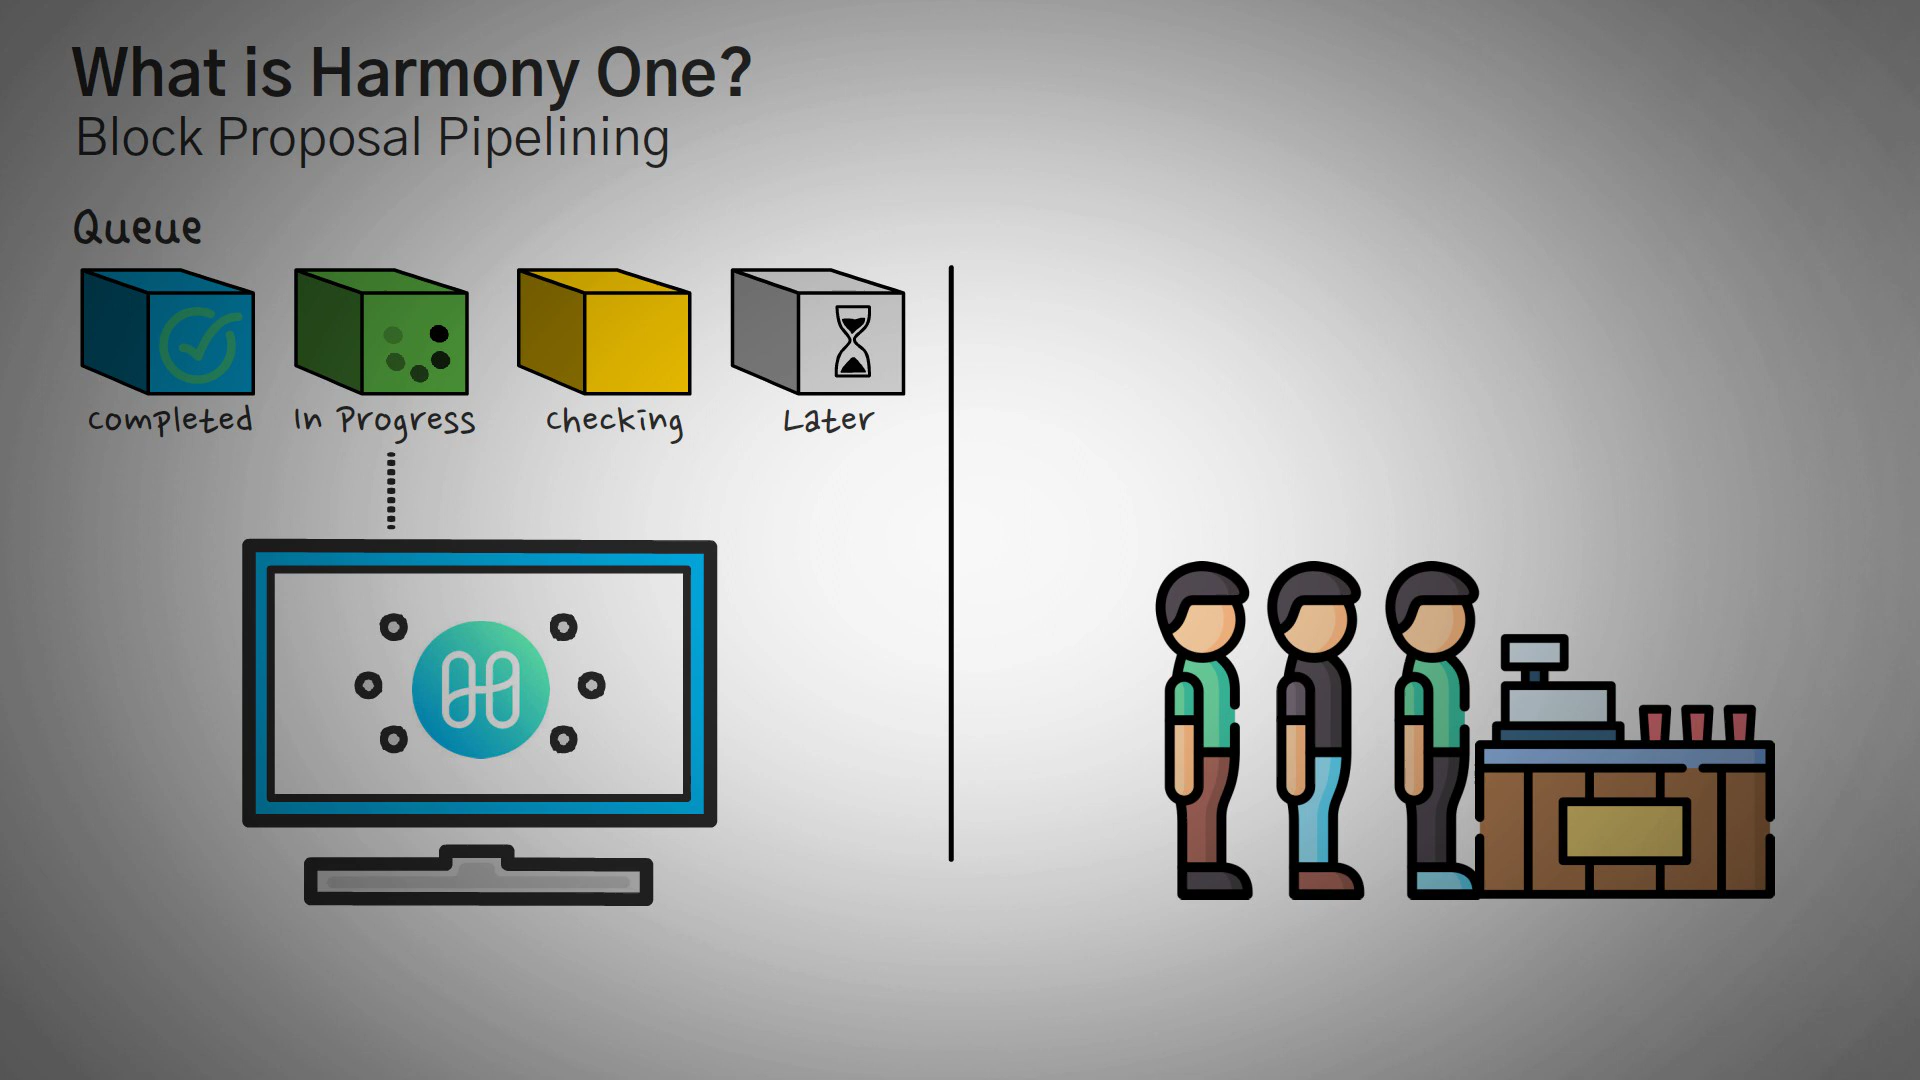 What is Harmony One?
Block Proposal Pipelining
Queue
completed
In Progress
checking
Later